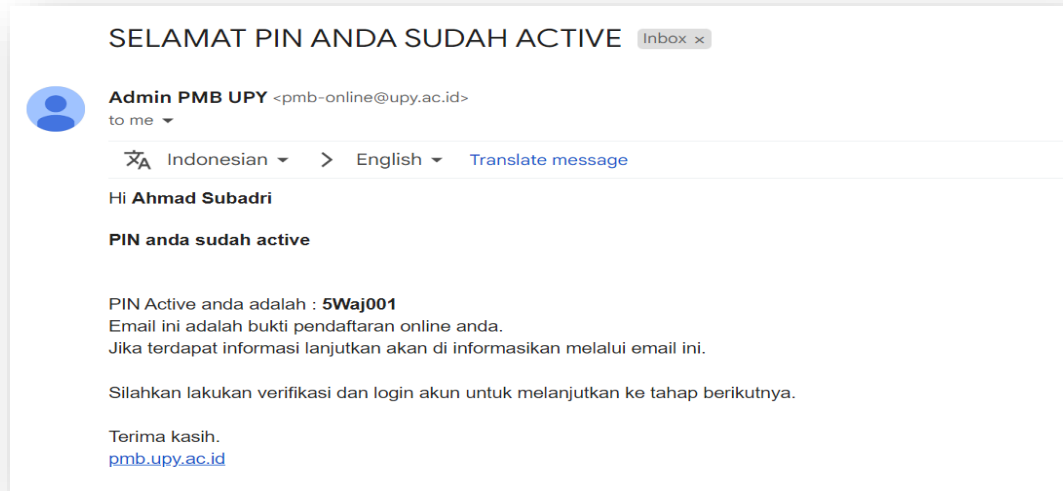 SELAMAT PIN ANDA SUDAH ACTIVE Inbox ×
Admin PMB UPY <pmb-online@upy.ac.id>
to me
Indonesian > English Translate message
Hi Ahmad Subadri
PIN anda sudah active
PIN Active anda adalah : 5Waj001
Email ini adalah bukti pendaftaran online anda.
Jika terdapat informasi lanjutkan akan di informasikan melalui email ini.
Silahkan lakukan verifikasi dan login akun untuk melanjutkan ke tahap berikutnya.
Terima kasih.
pmb.upy.ac.id